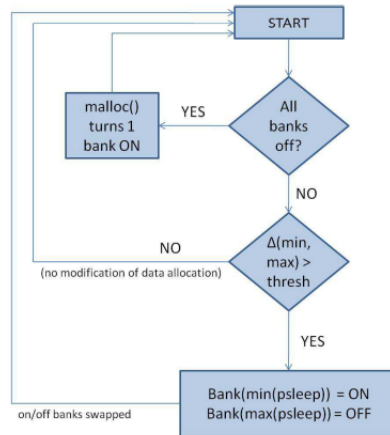 START
malloc()
turns 1
bank ON
YES
All
banks
off?
NO
NO
(no modification of data allocation)
Δ(min,
max) >
thresh
YES
Bank(min(psleep)) = ON
Bank(max(psleep)) = OFF
on/off banks swapped